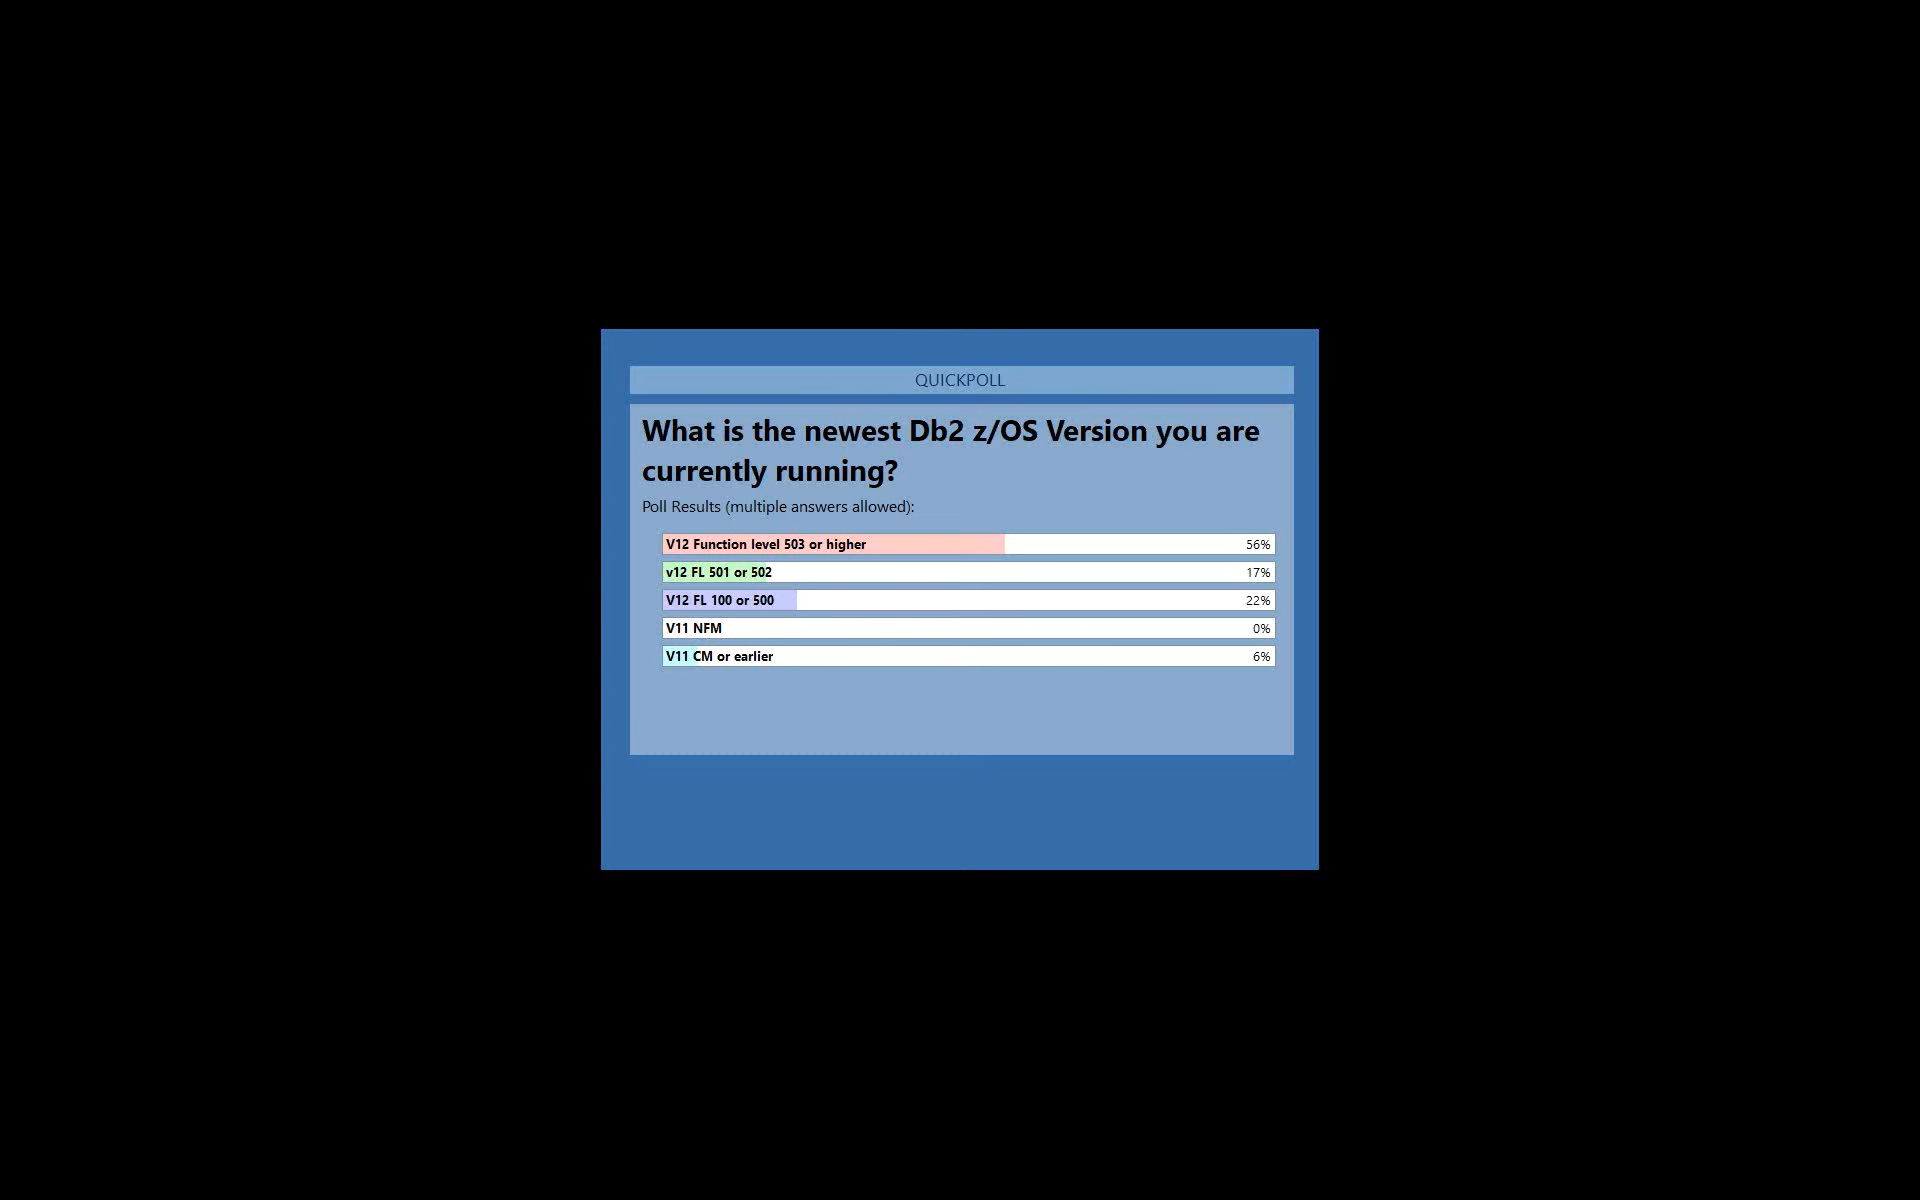 QUICKPOLL
What is the newest Db2 z/OS Version you are
currently running?
Poll Results (multiple answers allowed):
V12 Function level 503 or higher 56%
v12 FL 501 or 502 17%
V12 FL 100 or 500 22%
V11 NFM 0%
V11 CM or earlier 6%